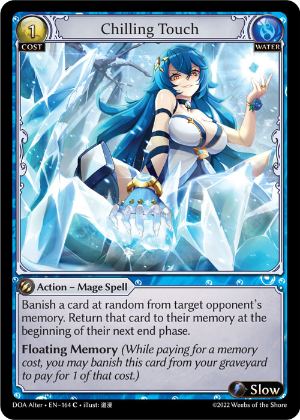 1
COST
Chilling Touch
WATER
Action – Mage Spell
Banish a card at random from target opponent's
memory. Return that card to their memory at the
beginning of their next end phase.
Floating Memory (While paying for a memory
cost, you may banish this card from your graveyard
to pay for 1 of that cost.)
Slow
DOA Alter • EN-164 C • illust: 道漫
©2022 Weebs of the Shore